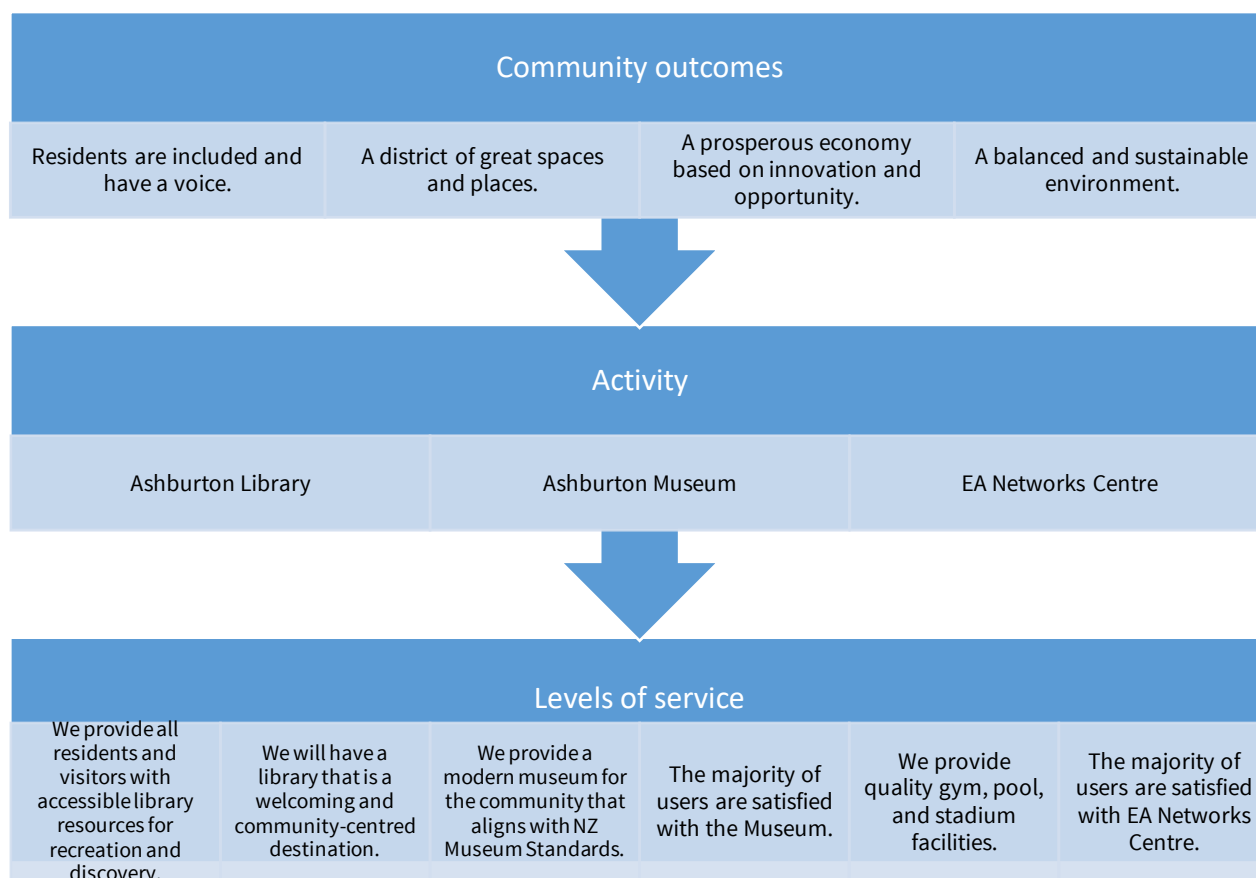 Community outcomes
Residents are included and
have a voice.
A district of great spaces
and places.
A prosperous economy
based on innovation and
opportunity.
A balanced and sustainable
environment.
Activity
Ashburton Library
Ashburton Museum
EA Networks Centre
Levels of service
We provide all
residents and
visitors with
accessible library
resources for
recreation and
discovery.
We will have a
library that is a
welcoming and
community-centred
destination.
We provide a
modern museum for
the community that
aligns with NZ
Museum Standards.
The majority of
users are satisfied
with the Museum.
We provide
quality gym, pool,
and stadium
facilities.
The majority of
users are satisfied
with EA Networks
Centre.